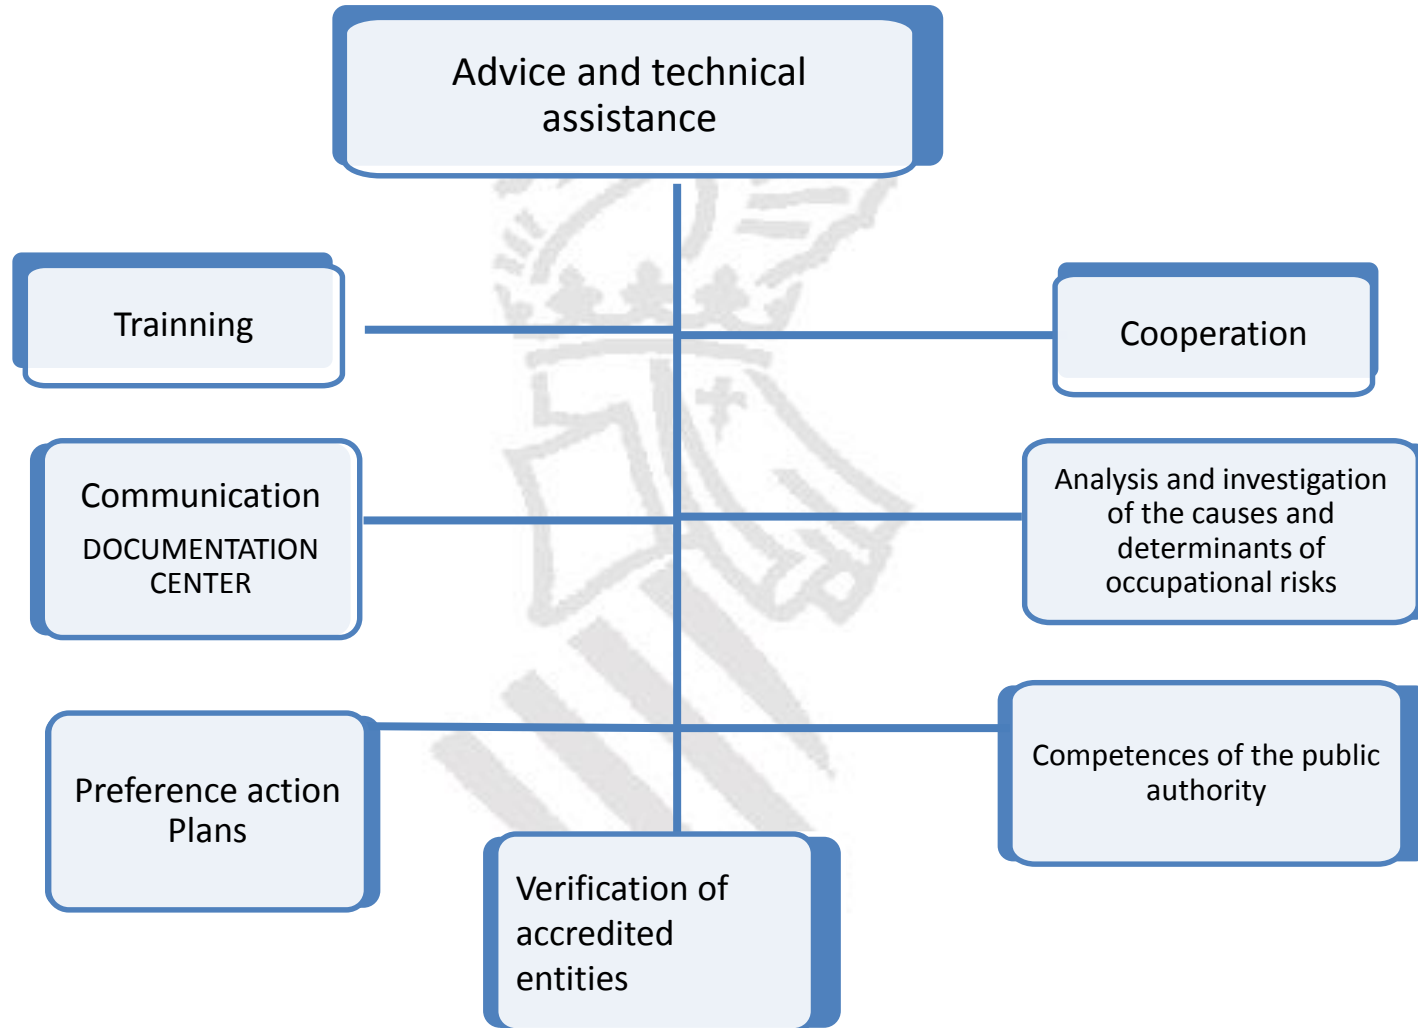 Advice and technical
assistance
Trainning
Cooperation
Communication
DOCUMENTATION
CENTER
Analysis and investigation
of the causes and
determinants of
occupational risks
Preference action
Plans
Competences of the public
authority
Verification of
accredited
entities